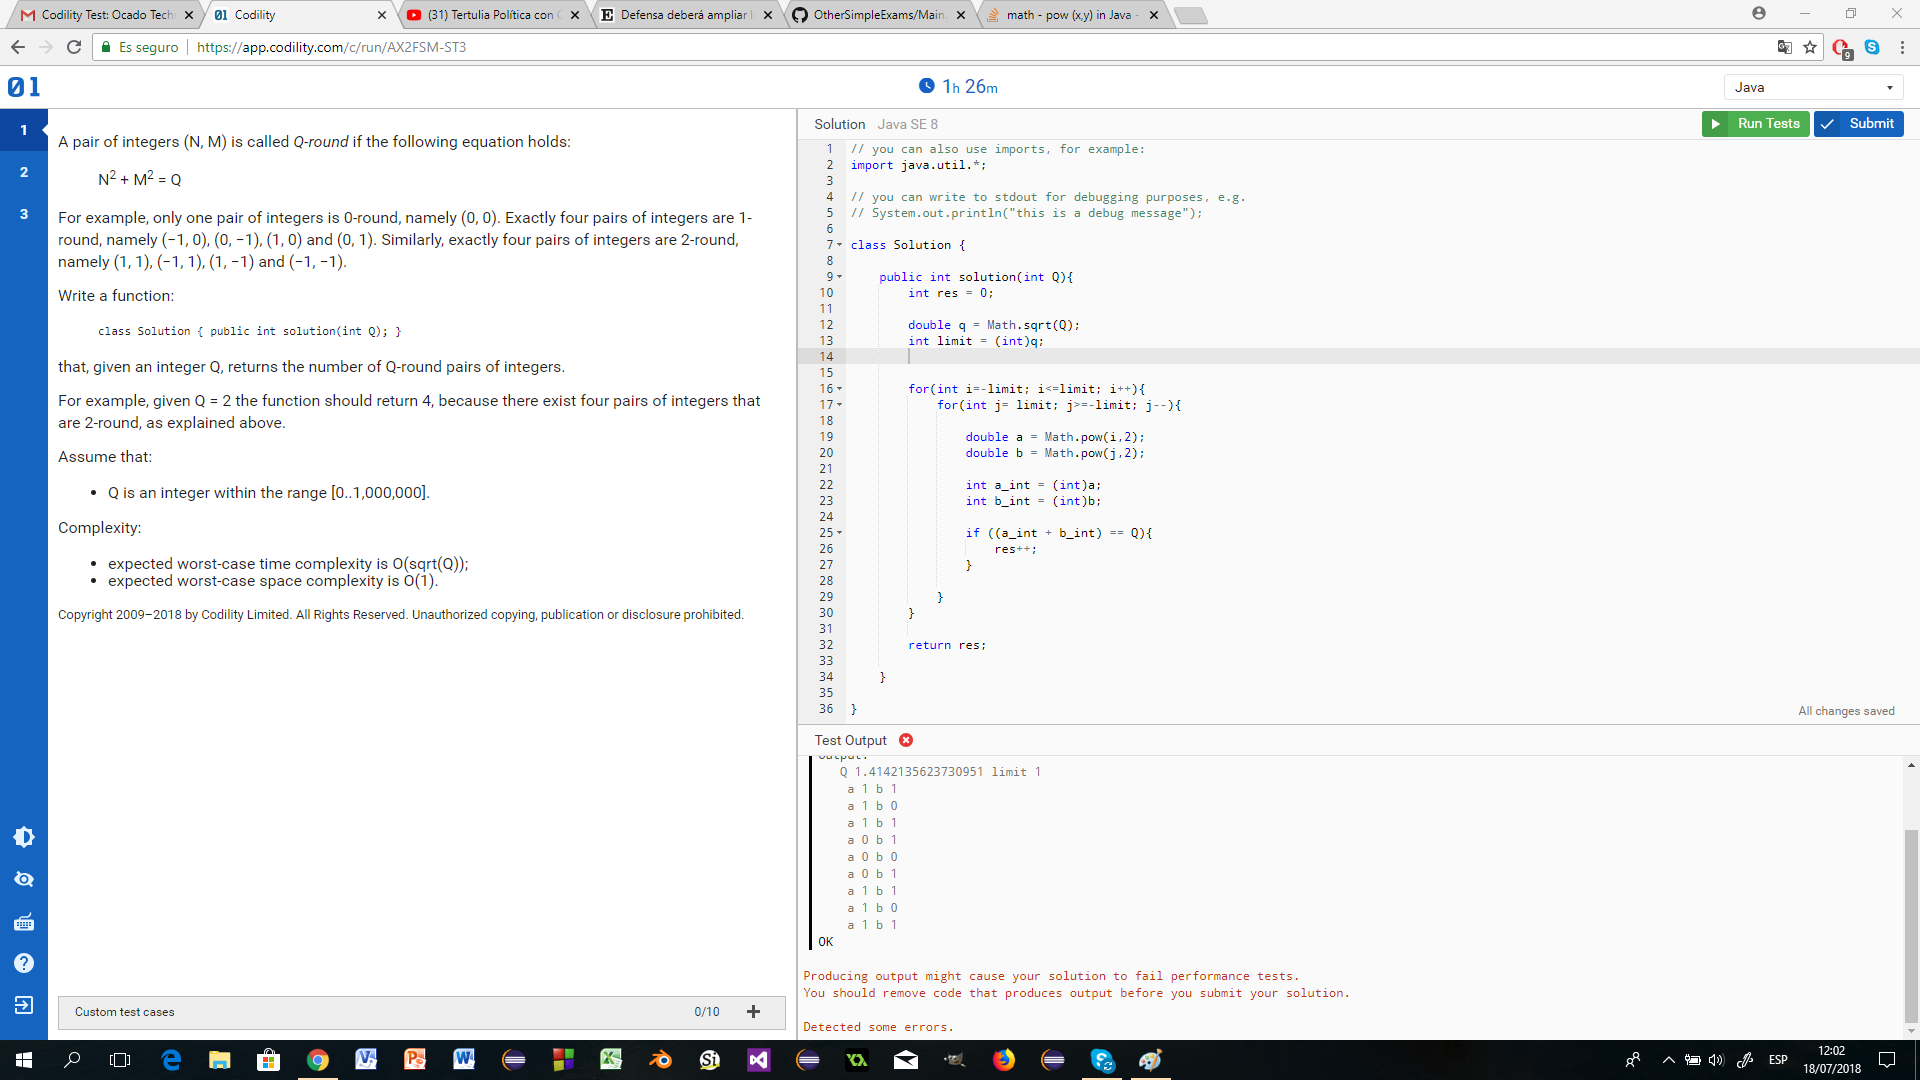 Codility Test: Ocado Tech
Codility
(31) Tertulia Política con
Defensa deberá ampliar
OtherSimpleExams/Main
math - pow (x,y) in Java -
Es seguro
https://app.codility.com/c/run/AX2FSM-ST3
9
01
1h 26m
Java
1
2
3
A pair of integers (N, M) is called Q-round if the following equation holds:
N2 + M2 = Q
For example, only one pair of integers is 0-round, namely (0, 0). Exactly four pairs of integers are 1-
round, namely (−1, 0), (0, −1), (1, 0) and (0, 1). Similarly, exactly four pairs of integers are 2-round,
namely (1, 1), (−1, 1), (1, −1) and (−1, −1).
Write a function:
class Solution { public int solution(int Q); }
that, given an integer Q, returns the number of Q-round pairs of integers.
For example, given Q = 2 the function should return 4, because there exist four pairs of integers that
are 2-round, as explained above.
Assume that:
• Q is an integer within the range [0..1,000,000].
Complexity:
• expected worst-case time complexity is O(sqrt(Q));
• expected worst-case space complexity is O(1).
Copyright 2009–2018 by Codility Limited. All Rights Reserved. Unauthorized copying, publication or disclosure prohibited.
Custom test cases
0/10
Solution Java SE 8
Run Tests
Submit
1 // you can also use imports, for example:
2 import java.util.*;
3
4 // you can write to stdout for debugging purposes, e.g.
5 // System.out.println("this is a debug message");
6
7 class Solution {
8
9 public int solution(int Q){
10 int res = 0;
11
12 double q = Math.sqrt(Q);
13 int limit = (int)q;
14
15
16 for(int i=-limit; i<=limit; i++){
17 for(int j= limit; j>=-limit; j--){
18
19 double a = Math.pow(i,2);
20 double b = Math.pow(j,2);
21
22 int a_int = (int)a;
23 int b_int = (int)b;
24
25 if ((a_int + b_int) == Q){
26 res++;
27 }
28
29 }
30 }
31
32 return res;
33
34 }
35
36 }
All changes saved
Test Output
Output:
Q 1.4142135623730951 limit 1
a 1 b 1
a 1 b 0
a 1 b 1
a 0 b 1
a 0 b 0
a 0 b 1
a 1 b 1
a 1 b 0
a 1 b 1
OK
Producing output might cause your solution to fail performance tests.
You should remove code that produces output before you submit your solution.
Detected some errors.
ESP
12:02
18/07/2018